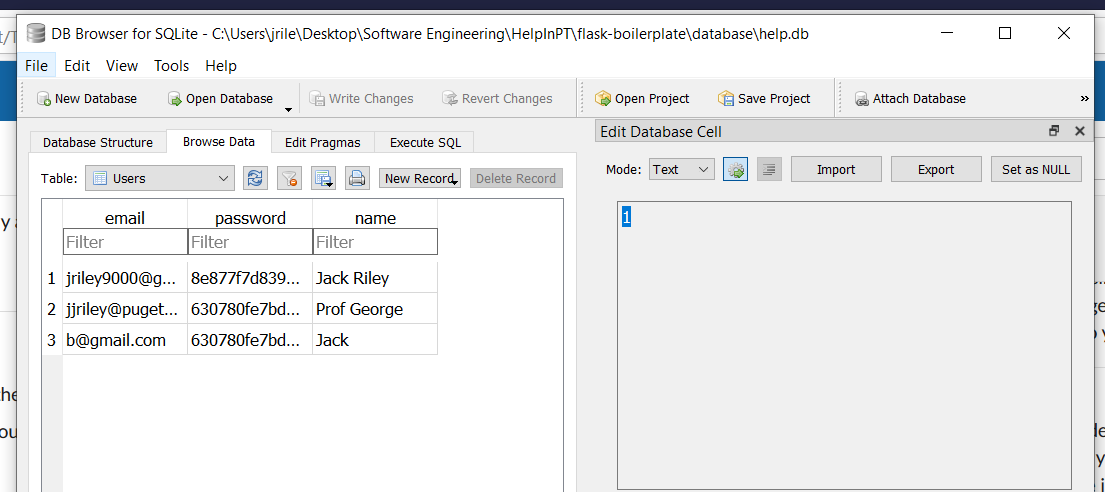 DB Browser for SQLite - C:\Users\jrile\Desktop\Software Engineering\HelpInPT\flask-boilerplate\database\help.db
File Edit View Tools Help
New Database Open Database Write Changes Revert Changes Open Project Save Project Attach Database »
Database Structure Browse Data Edit Pragmas Execute SQL
Edit Database Cell
Table: Users New Record Delete Record
Mode: Text Import Export Set as NULL
email password name
Filter Filter Filter
1 jriley9000@g... 8e877f7d839... Jack Riley
2 jjriley@puget... 630780fe7bd... Prof George
3 b@gmail.com 630780fe7bd... Jack
1